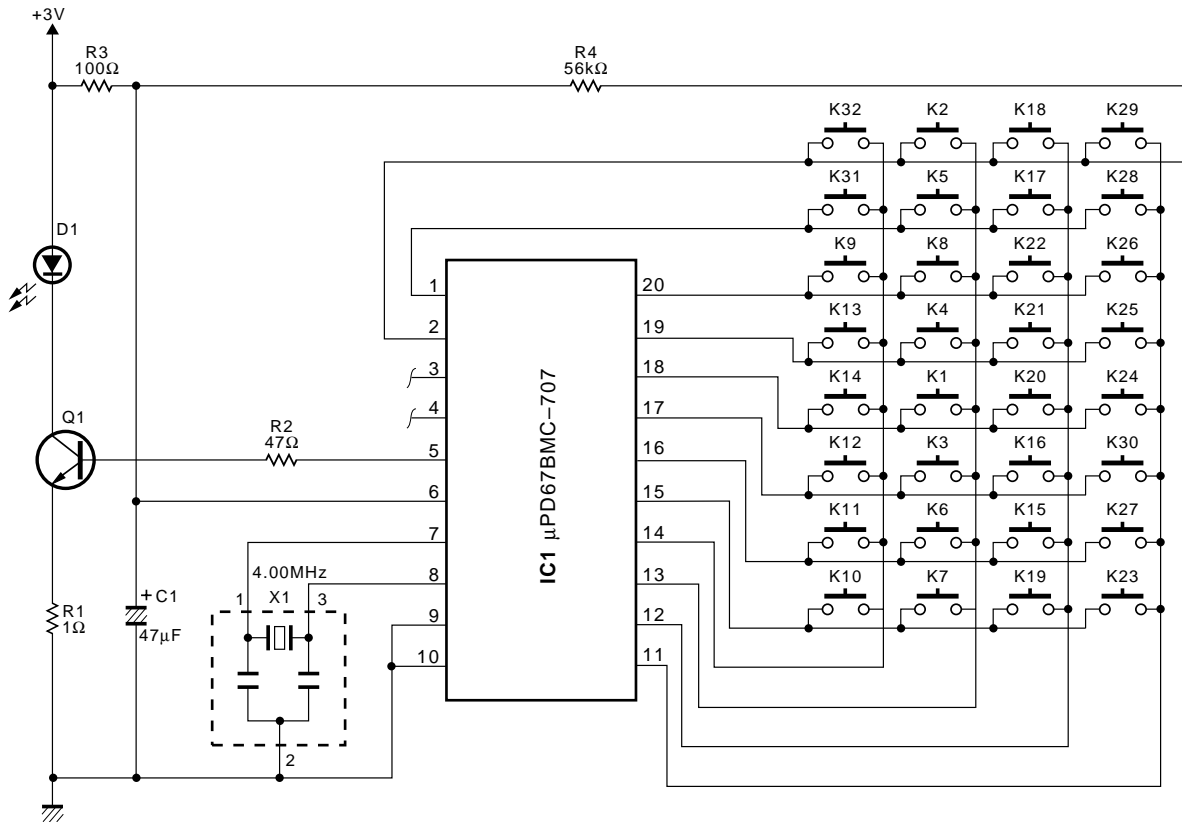 +3V
R3
100Ω
R4
56kΩ
K32 K2 K18 K29
K31 K5 K17 K28
D1
K9 K8 K22 K26
1 20
K13 K4 K21 K25
2 19
3 18
K14 K1 K20 K24
4 17
Q1
R2
47Ω
K12 K3 K16 K30
5 16
6 15
K11 K6 K15 K27
7 14
IC1 μPD67BMC–707
4.00MHz
8 13
K10 K7 K19 K23
1 X1 3
+C1
47μF
R1
1Ω
9 12
10 11
2